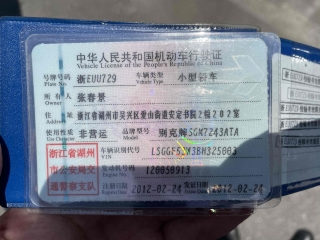 中华人民共和国机动车行驶证
Vehicle License of the People's Republic of China
号牌号码 浙EUU729 车辆类型 小型轿车
Plate No. Vehicle Type
所有人 张春景
Owner
住址 浙江省湖州市吴兴区爱山街道安定书院2幢207室
Address
使用性质 非营运 品牌型号 别克牌SGM7243ATA
Use Character Model
浙江省湖州
市公安局交
通警察支队
车辆识别代号
VIN
发动机号码 120850913
Engine No.
注册日期 2012-02-24 发证日期 2012-02-24
Register Date Issue Date